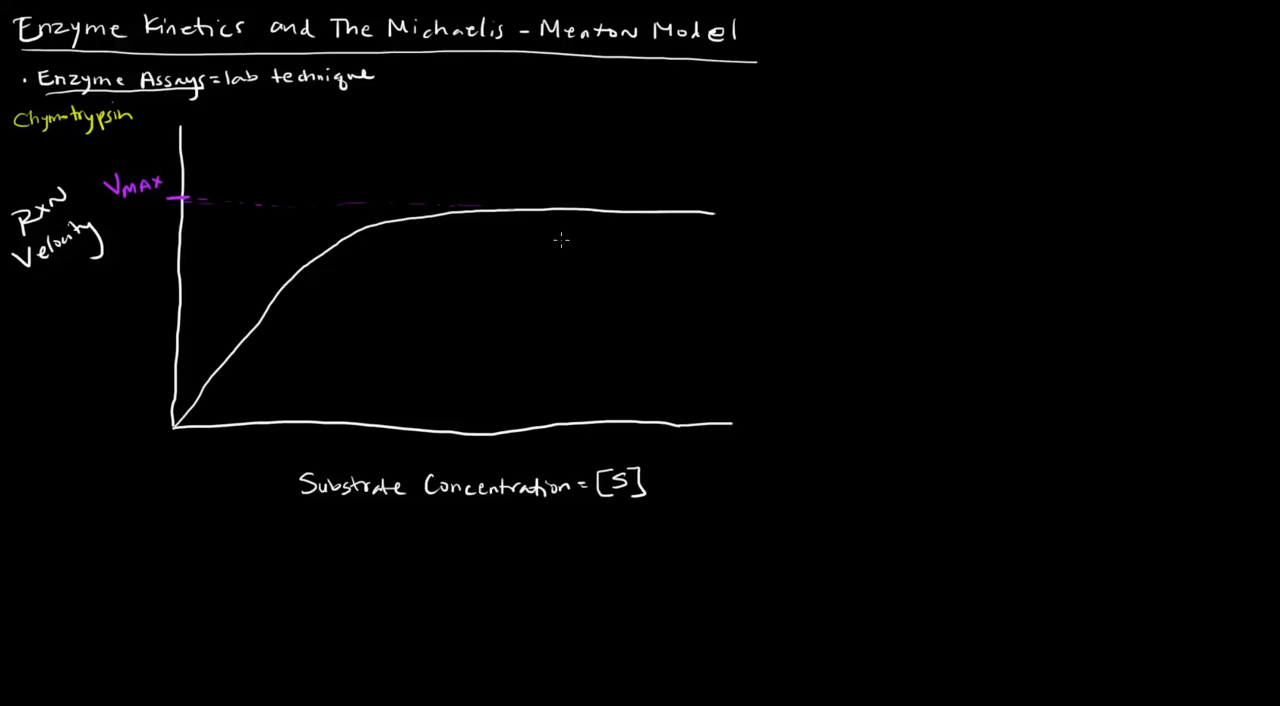 Enzyme Kinetics and The Michaelis - Menton Model
• Enzyme Assays = lab technique
Chymotrypsin
VMAX
RXN
Velocity
Substrate Concentration = [S]